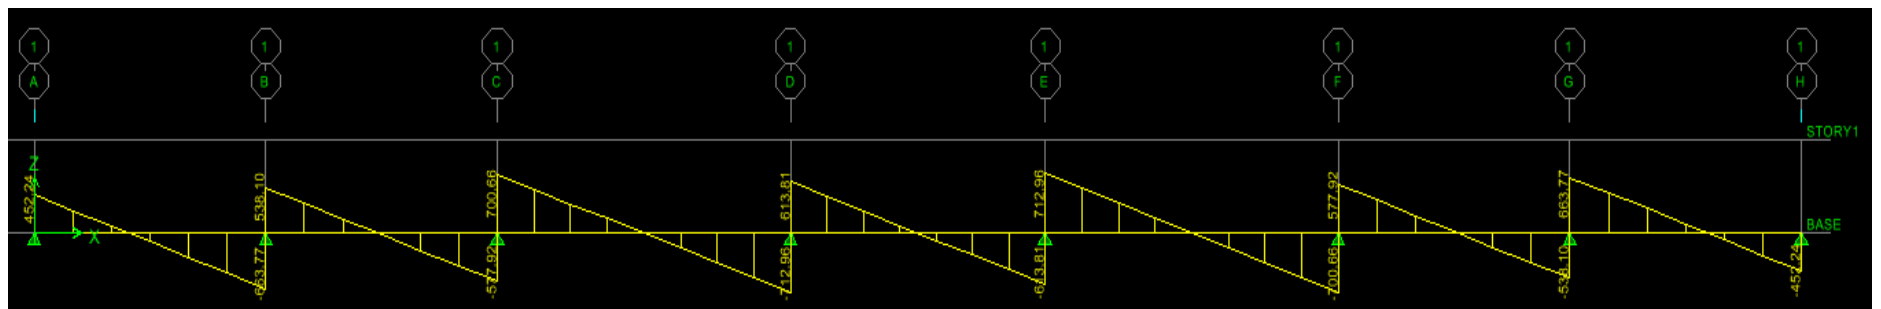 1 1 1 1 1 1 1 1
A B C D E F G H
STORY1
Z
452.24 538.10 700.66 613.81 712.96 577.92 663.77
X
BASE
-663.77 -577.92 -712.96 -613.81 -700.66 -538.10 -452.24